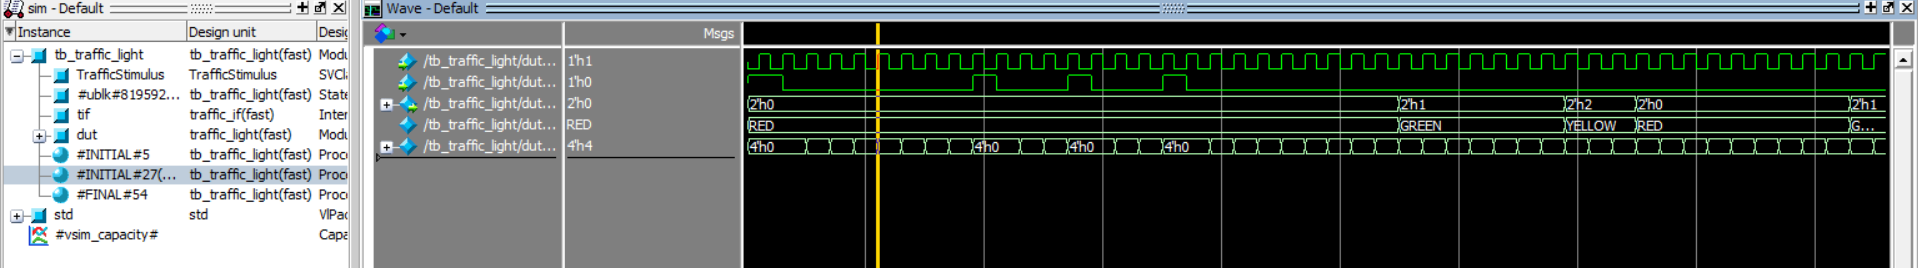 sim - Default
Instance Design unit Desig
tb_traffic_light tb_traffic_light(fast) Modu
TrafficStimulus TrafficStimulus SVCla
#ublk#819592... tb_traffic_light(fast) State
tif traffic_if(fast) Inter
dut traffic_light(fast) Modu
#INITIAL#5 tb_traffic_light(fast) Proc
#INITIAL#27(... tb_traffic_light(fast) Proc
#FINAL#54 tb_traffic_light(fast) Proc
std std VlPac
#vsim_capacity# Capa
Wave - Default
Msgs
/tb_traffic_light/dut... 1'h1
/tb_traffic_light/dut... 1'h0
/tb_traffic_light/dut... 2'h0 2'h0 2'h1 2'h2 2'h0 2'h1
/tb_traffic_light/dut... RED RED GREEN YELLOW RED G...
/tb_traffic_light/dut... 4'h4 4'h0 4'h0 4'h0 4'h0